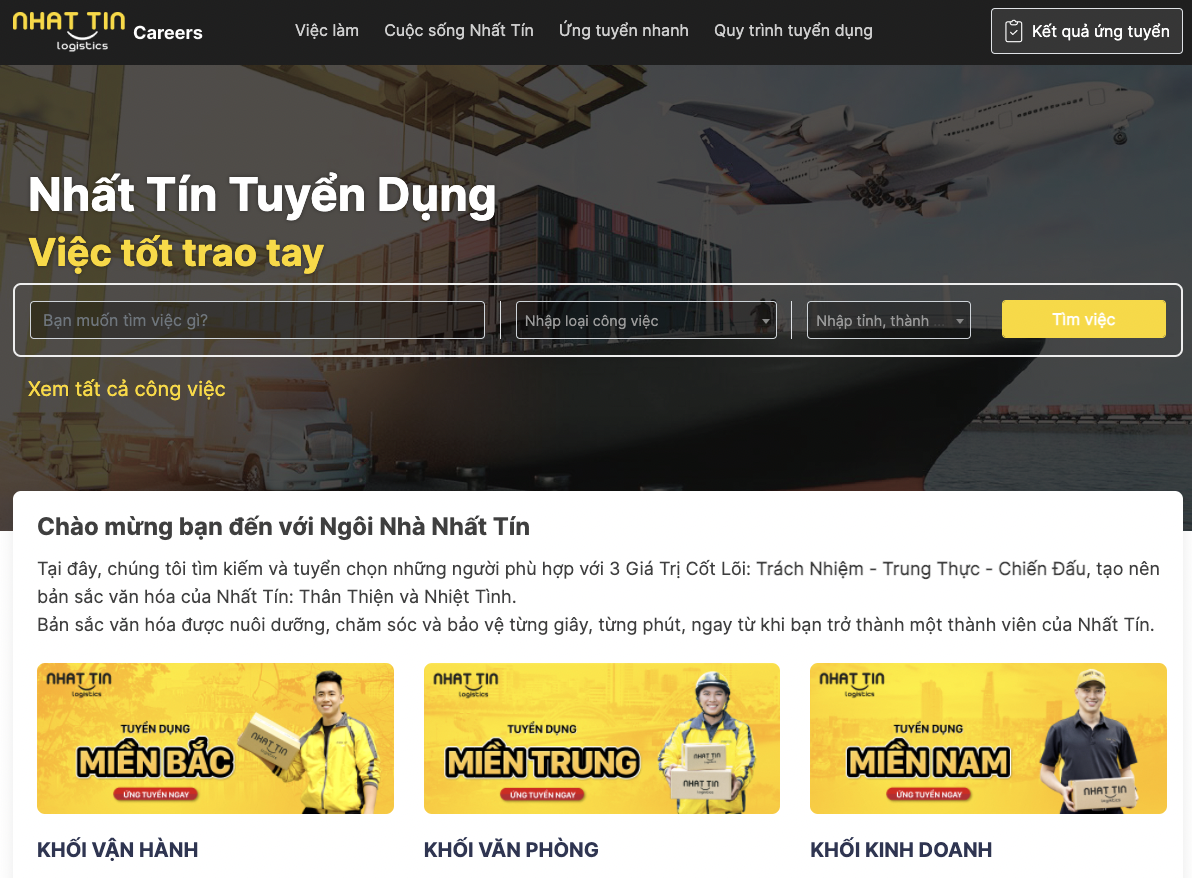 NHAT TIN
logistics
Careers
Việc làm
Cuộc sống Nhất Tín
Ứng tuyển nhanh
Quy trình tuyển dụng
Kết quả ứng tuyển
Nhất Tín Tuyển Dụng
Việc tốt trao tay
Bạn muốn tìm việc gì?
Nhập loại công việc
Nhập tỉnh, thành ...
Tìm việc
Xem tất cả công việc
Chào mừng bạn đến với Ngôi Nhà Nhất Tín
Tại đây, chúng tôi tìm kiếm và tuyển chọn những người phù hợp với 3 Giá Trị Cốt Lõi: Trách Nhiệm - Trung Thực - Chiến Đấu, tạo nên
bản sắc văn hóa của Nhất Tín: Thân Thiện và Nhiệt Tình.
Bản sắc văn hóa được nuôi dưỡng, chăm sóc và bảo vệ từng giây, từng phút, ngay từ khi bạn trở thành một thành viên của Nhất Tín.
NHAT TIN
logistics
TUYỂN DỤNG
MIỀN BẮC
ỨNG TUYỂN NGAY
NHAT TIN
logistics
NHAT TIN
logistics
TUYỂN DỤNG
MIỀN TRUNG
ỨNG TUYỂN NGAY
NHAT TIN
NHAT TIN
logistics
NHAT TIN
logistics
TUYỂN DỤNG
MIỀN NAM
ỨNG TUYỂN NGAY
NHAT TIN
logistics
KHỐI VẬN HÀNH
KHỐI VĂN PHÒNG
KHỐI KINH DOANH